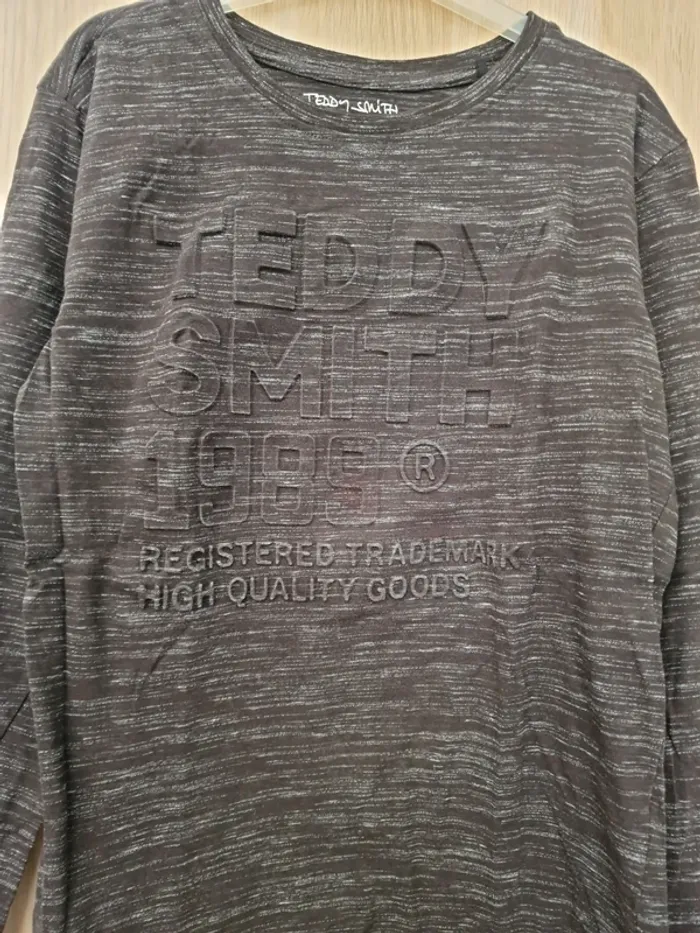 TEDDY SMITH
TEDDY
SMITH
1989 ®
REGISTERED TRADEMARK
HIGH QUALITY GOODS